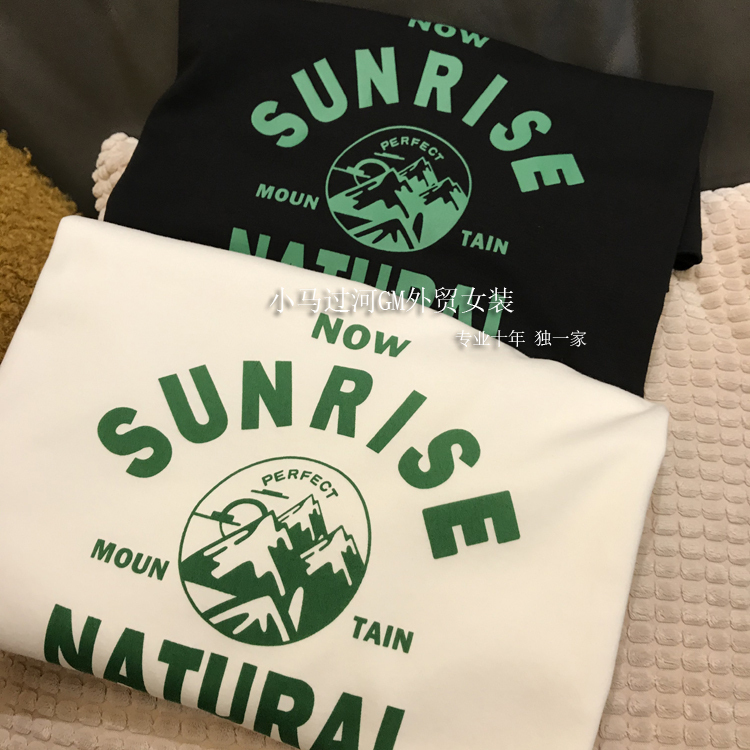 NOW
SUNRISE
PERFECT
MOUN
TAIN
NATURAL
小马过河GM外贸女装
专业十年 独一家
NOW
SUNRISE
PERFECT
MOUN
TAIN
NATURAL